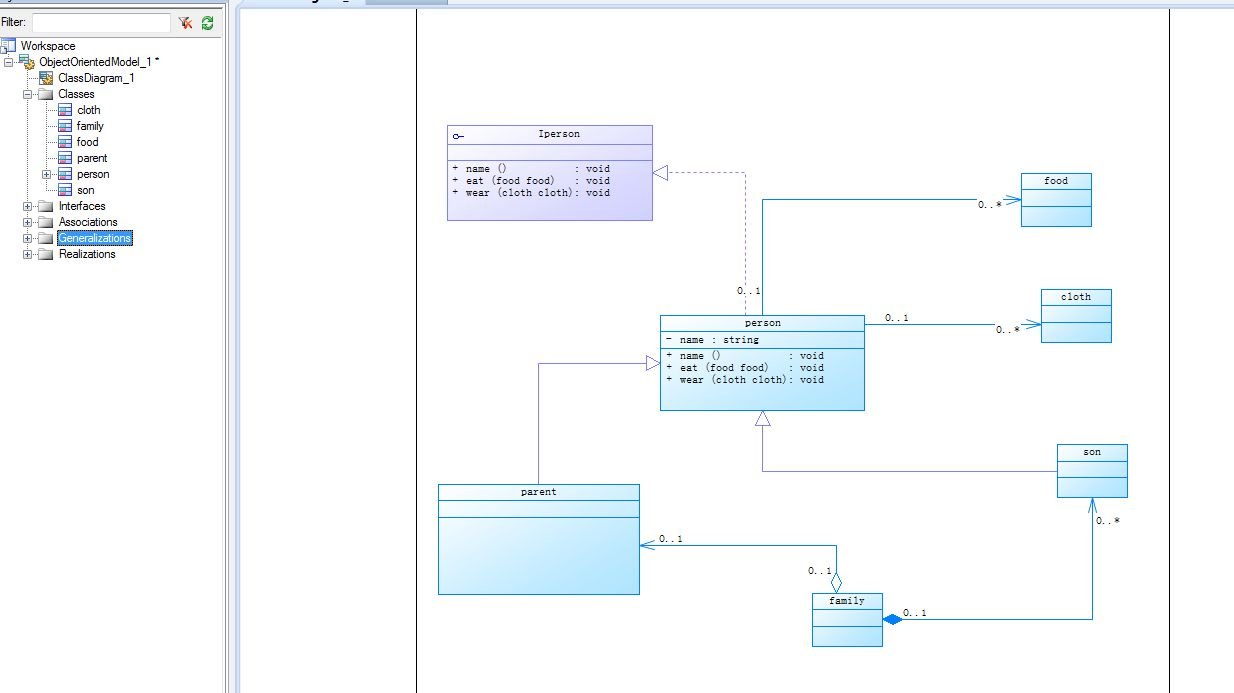 Filter:
Workspace
ObjectOrientedModel_1 *
ClassDiagram_1
Classes
cloth
family
food
parent
person
son
Interfaces
Associations
Generalizations
Realizations
Iperson
+ name () : void
+ eat (food food) : void
+ wear (cloth cloth): void
food
0..*
0..1
cloth
0..1
0..*
person
- name : string
+ name () : void
+ eat (food food) : void
+ wear (cloth cloth): void
son
0..*
parent
0..1
0..1
family
0..1